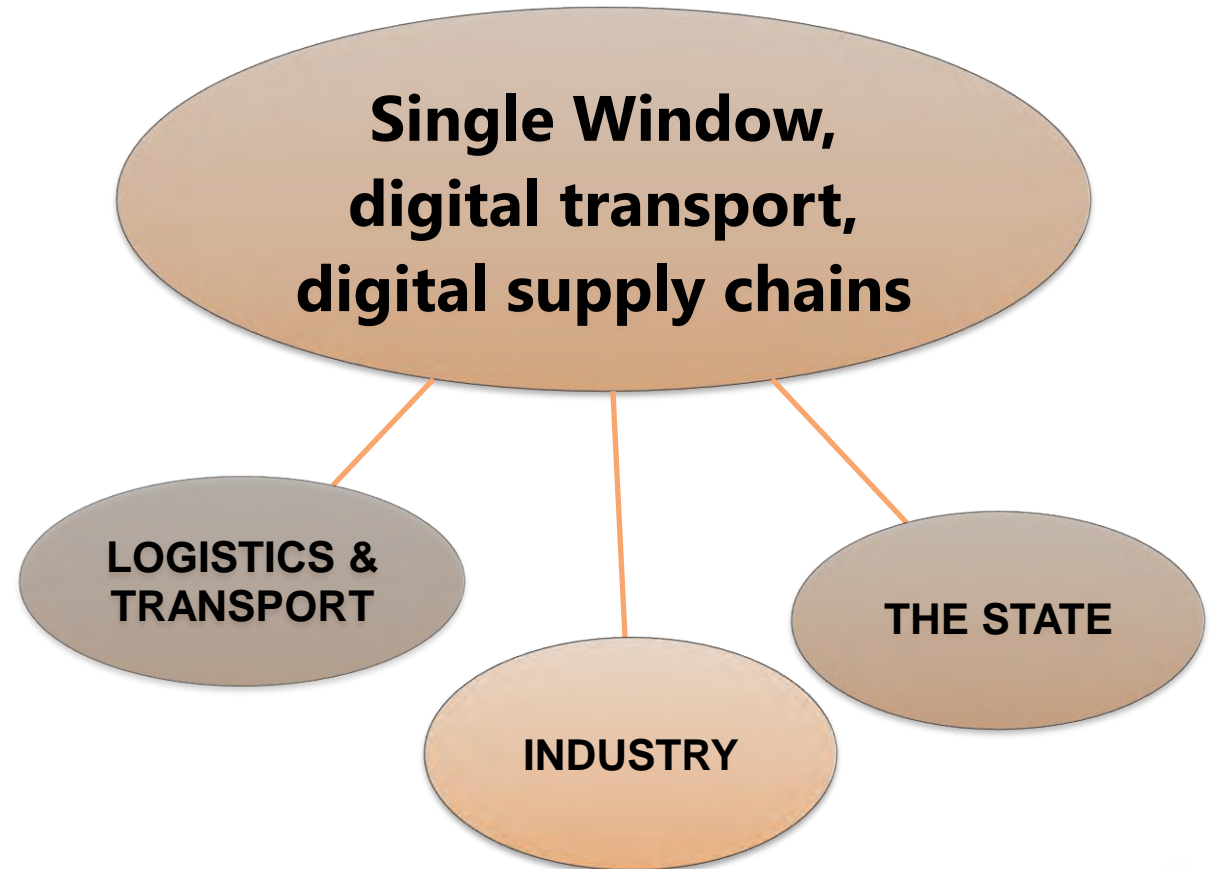 Single Window,
digital transport,
digital supply chains
LOGISTICS &
TRANSPORT
THE STATE
INDUSTRY